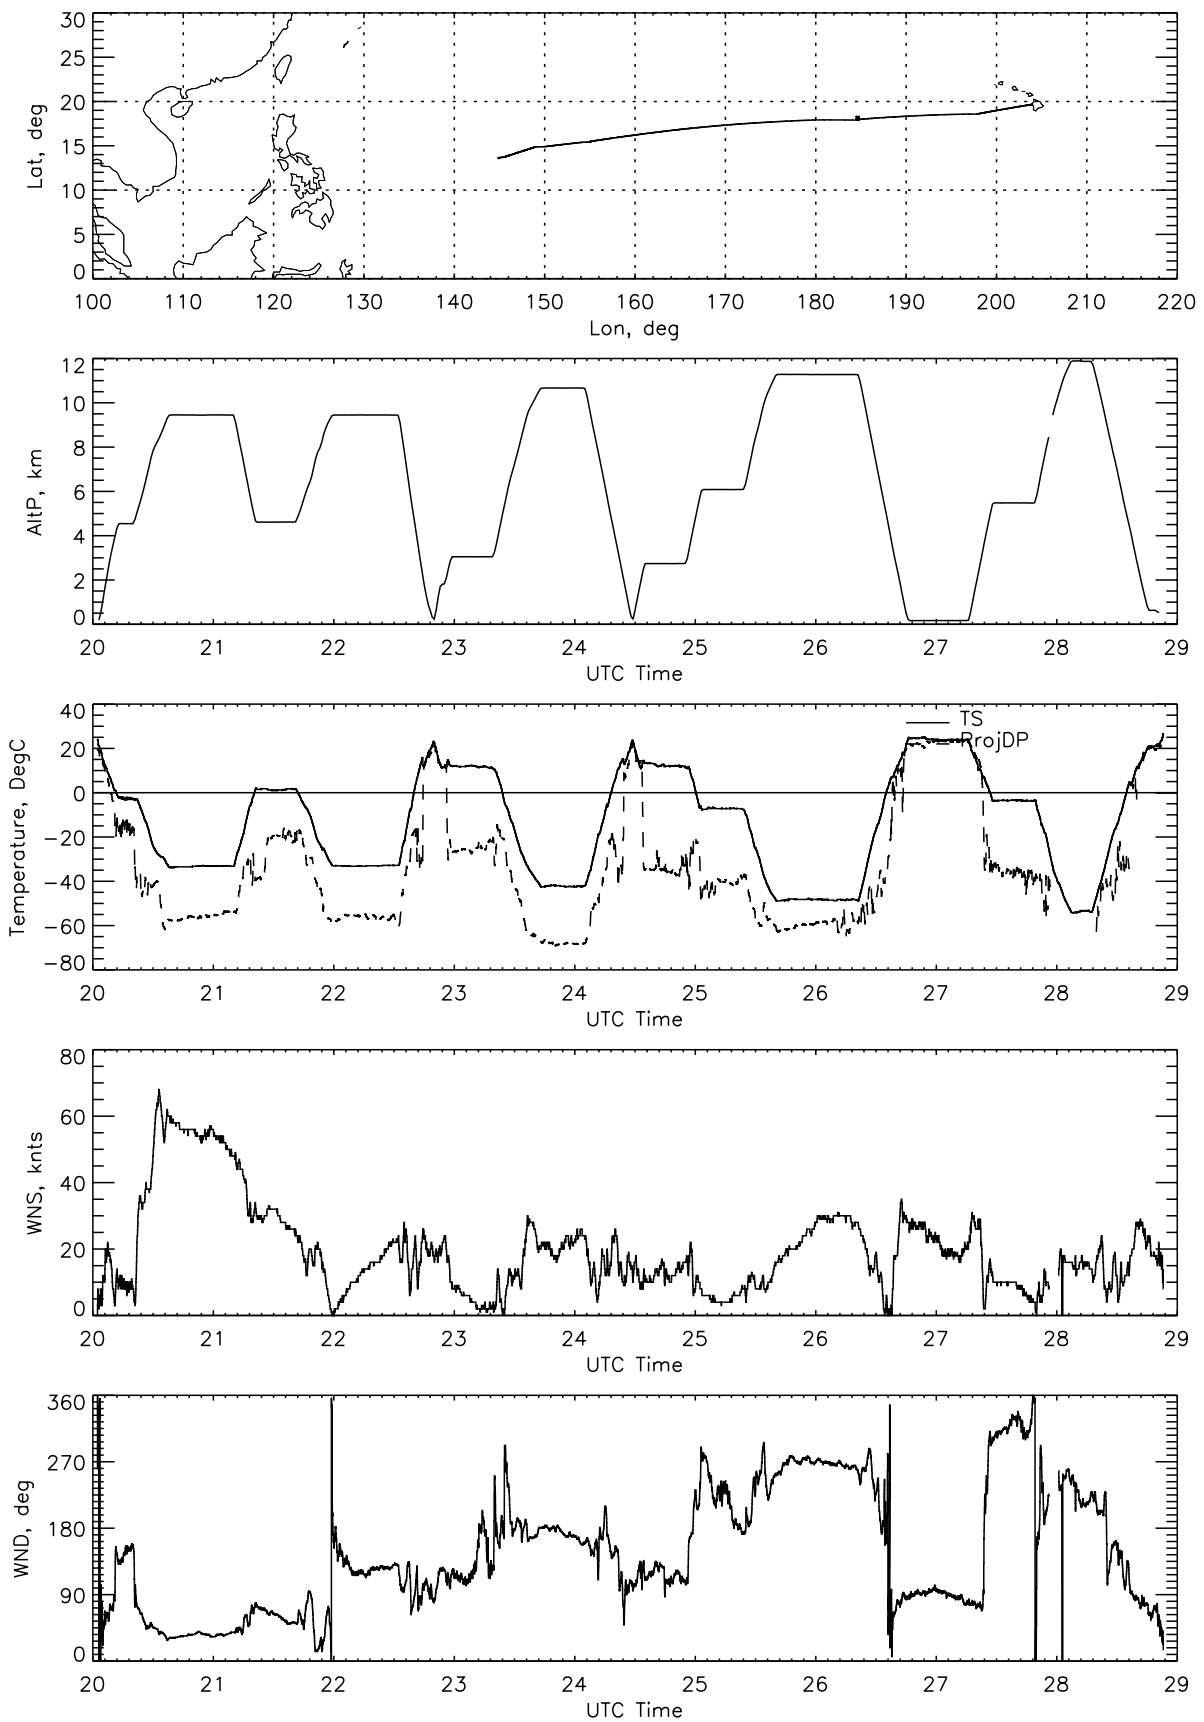 30
25
20
15
10
5
0
Lat, deg
100 110 120 130 140 150 160 170 180 190 200 210 220
Lon, deg
12
10
8
6
4
2
0
AltP, km
20 21 22 23 24 25 26 27 28 29
UTC Time
40
20
0
-20
-40
-60
-80
Temperature, DegC
TS
ProjDP
20 21 22 23 24 25 26 27 28 29
UTC Time
80
60
40
20
0
WNS, knts
20 21 22 23 24 25 26 27 28 29
UTC Time
360
270
180
90
0
WND, deg
20 21 22 23 24 25 26 27 28 29
UTC Time